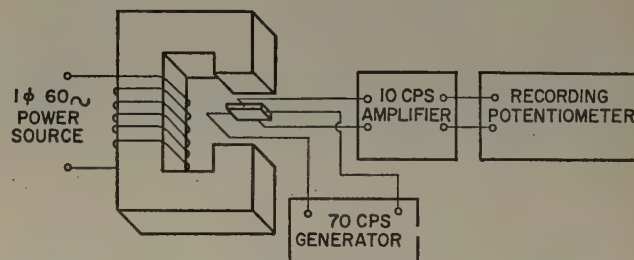 1ϕ 60~
POWER
SOURCE
10 CPS
AMPLIFIER
RECORDING
POTENTIOMETER
70 CPS
GENERATOR